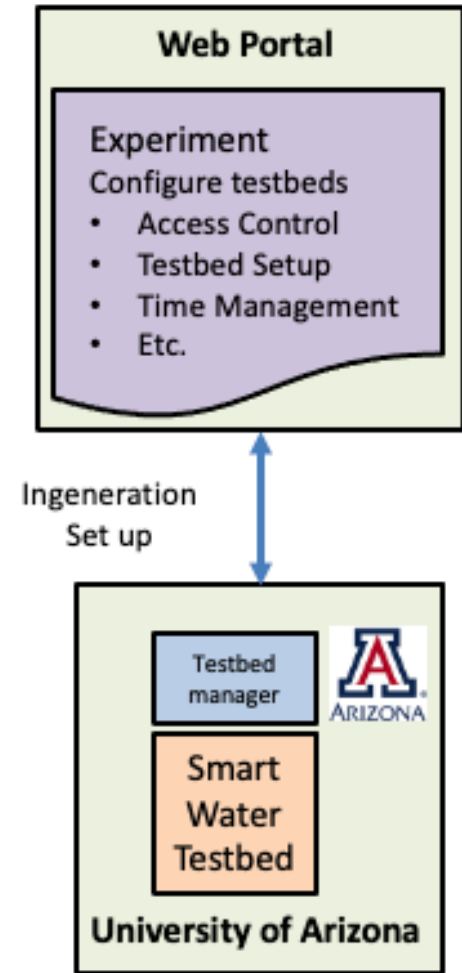 Web Portal
Experiment
Configure testbeds
• Access Control
• Testbed Setup
• Time Management
• Etc.
Ingeneration
Set up
Testbed
manager
A
ARIZONA
Smart
Water
Testbed
University of Arizona